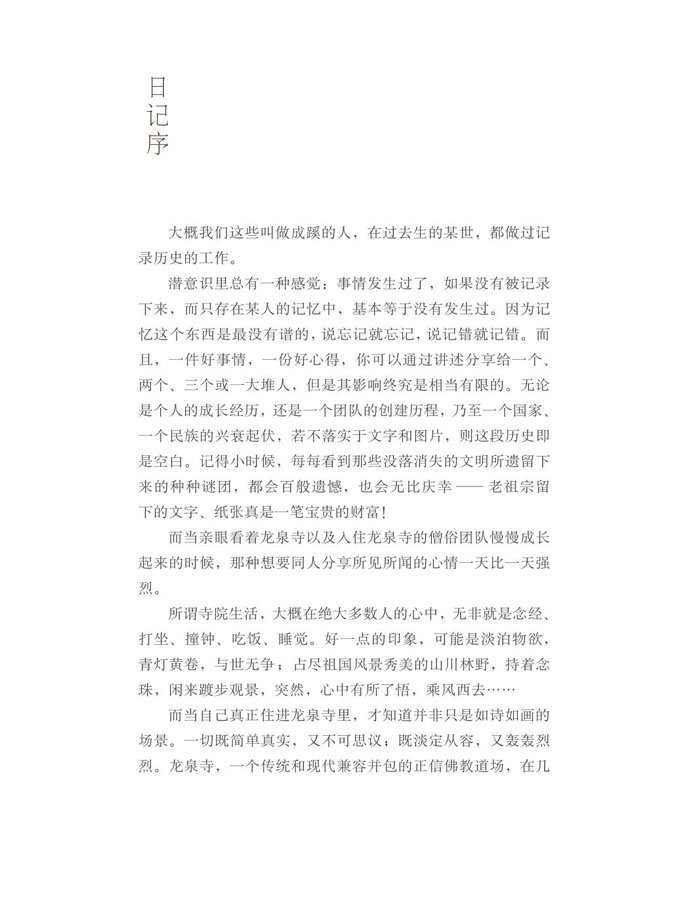 日记序
大概我们这些叫做成蹊的人，在过去生的某世，都做过记
录历史的工作。
潜意识里总有一种感觉：事情发生过了，如果没有被记录
下来，而只存在某人的记忆中，基本等于没有发生过。因为记
忆这个东西是最没有谱的，说忘记就忘记，说记错就记错。而
且，一件好事情，一份好心得，你可以通过讲述分享给一个、
两个、三个或一大堆人，但是其影响终究是相当有限的。无论
是个人的成长经历，还是一个团队的创建历程，乃至一个国家、
一个民族的兴衰起伏，若不落实于文字和图片，则这段历史即
是空白。记得小时候，每每看到那些没落消失的文明所遗留下
来的种种谜团，都会百般遗憾，也会无比庆幸——老祖宗留
下的文字、纸张真是一笔宝贵的财富！
而当亲眼看着龙泉寺以及入住龙泉寺的僧俗团队慢慢成长
起来的时候，那种想要同人分享所见所闻的心情一天比一天强
烈。
所谓寺院生活，大概在绝大多数人的心中，无非就是念经、
打坐、撞钟、吃饭、睡觉。好一点的印象，可能是淡泊物欲，
青灯黄卷，与世无争；占尽祖国风景秀美的山川林野，持着念
珠，闲来踱步观景，突然，心中有所了悟，乘风西去……
而当自己真正住进龙泉寺里，才知道并非只是如诗如画的
场景。一切既简单真实，又不可思议；既淡定从容，又轰轰烈
烈。龙泉寺，一个传统和现代兼容并包的正信佛教道场，在几